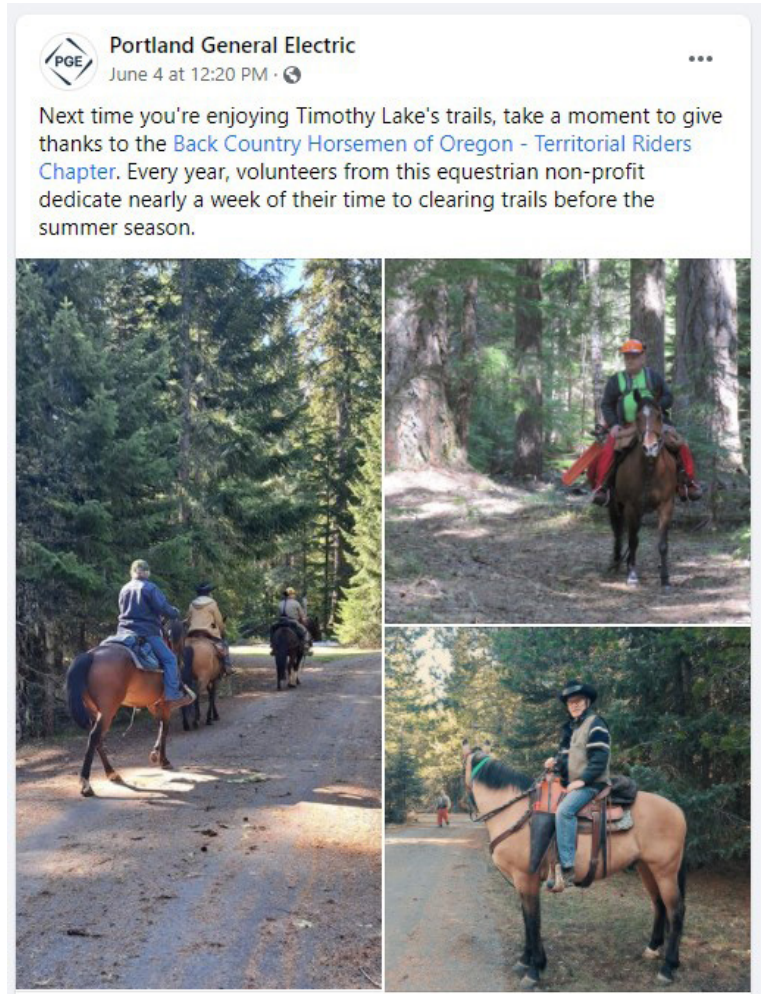 PGE
Portland General Electric
June 4 at 12:20 PM ·
Next time you're enjoying Timothy Lake's trails, take a moment to give
thanks to the Back Country Horsemen of Oregon - Territorial Riders
Chapter. Every year, volunteers from this equestrian non-profit
dedicate nearly a week of their time to clearing trails before the
summer season.